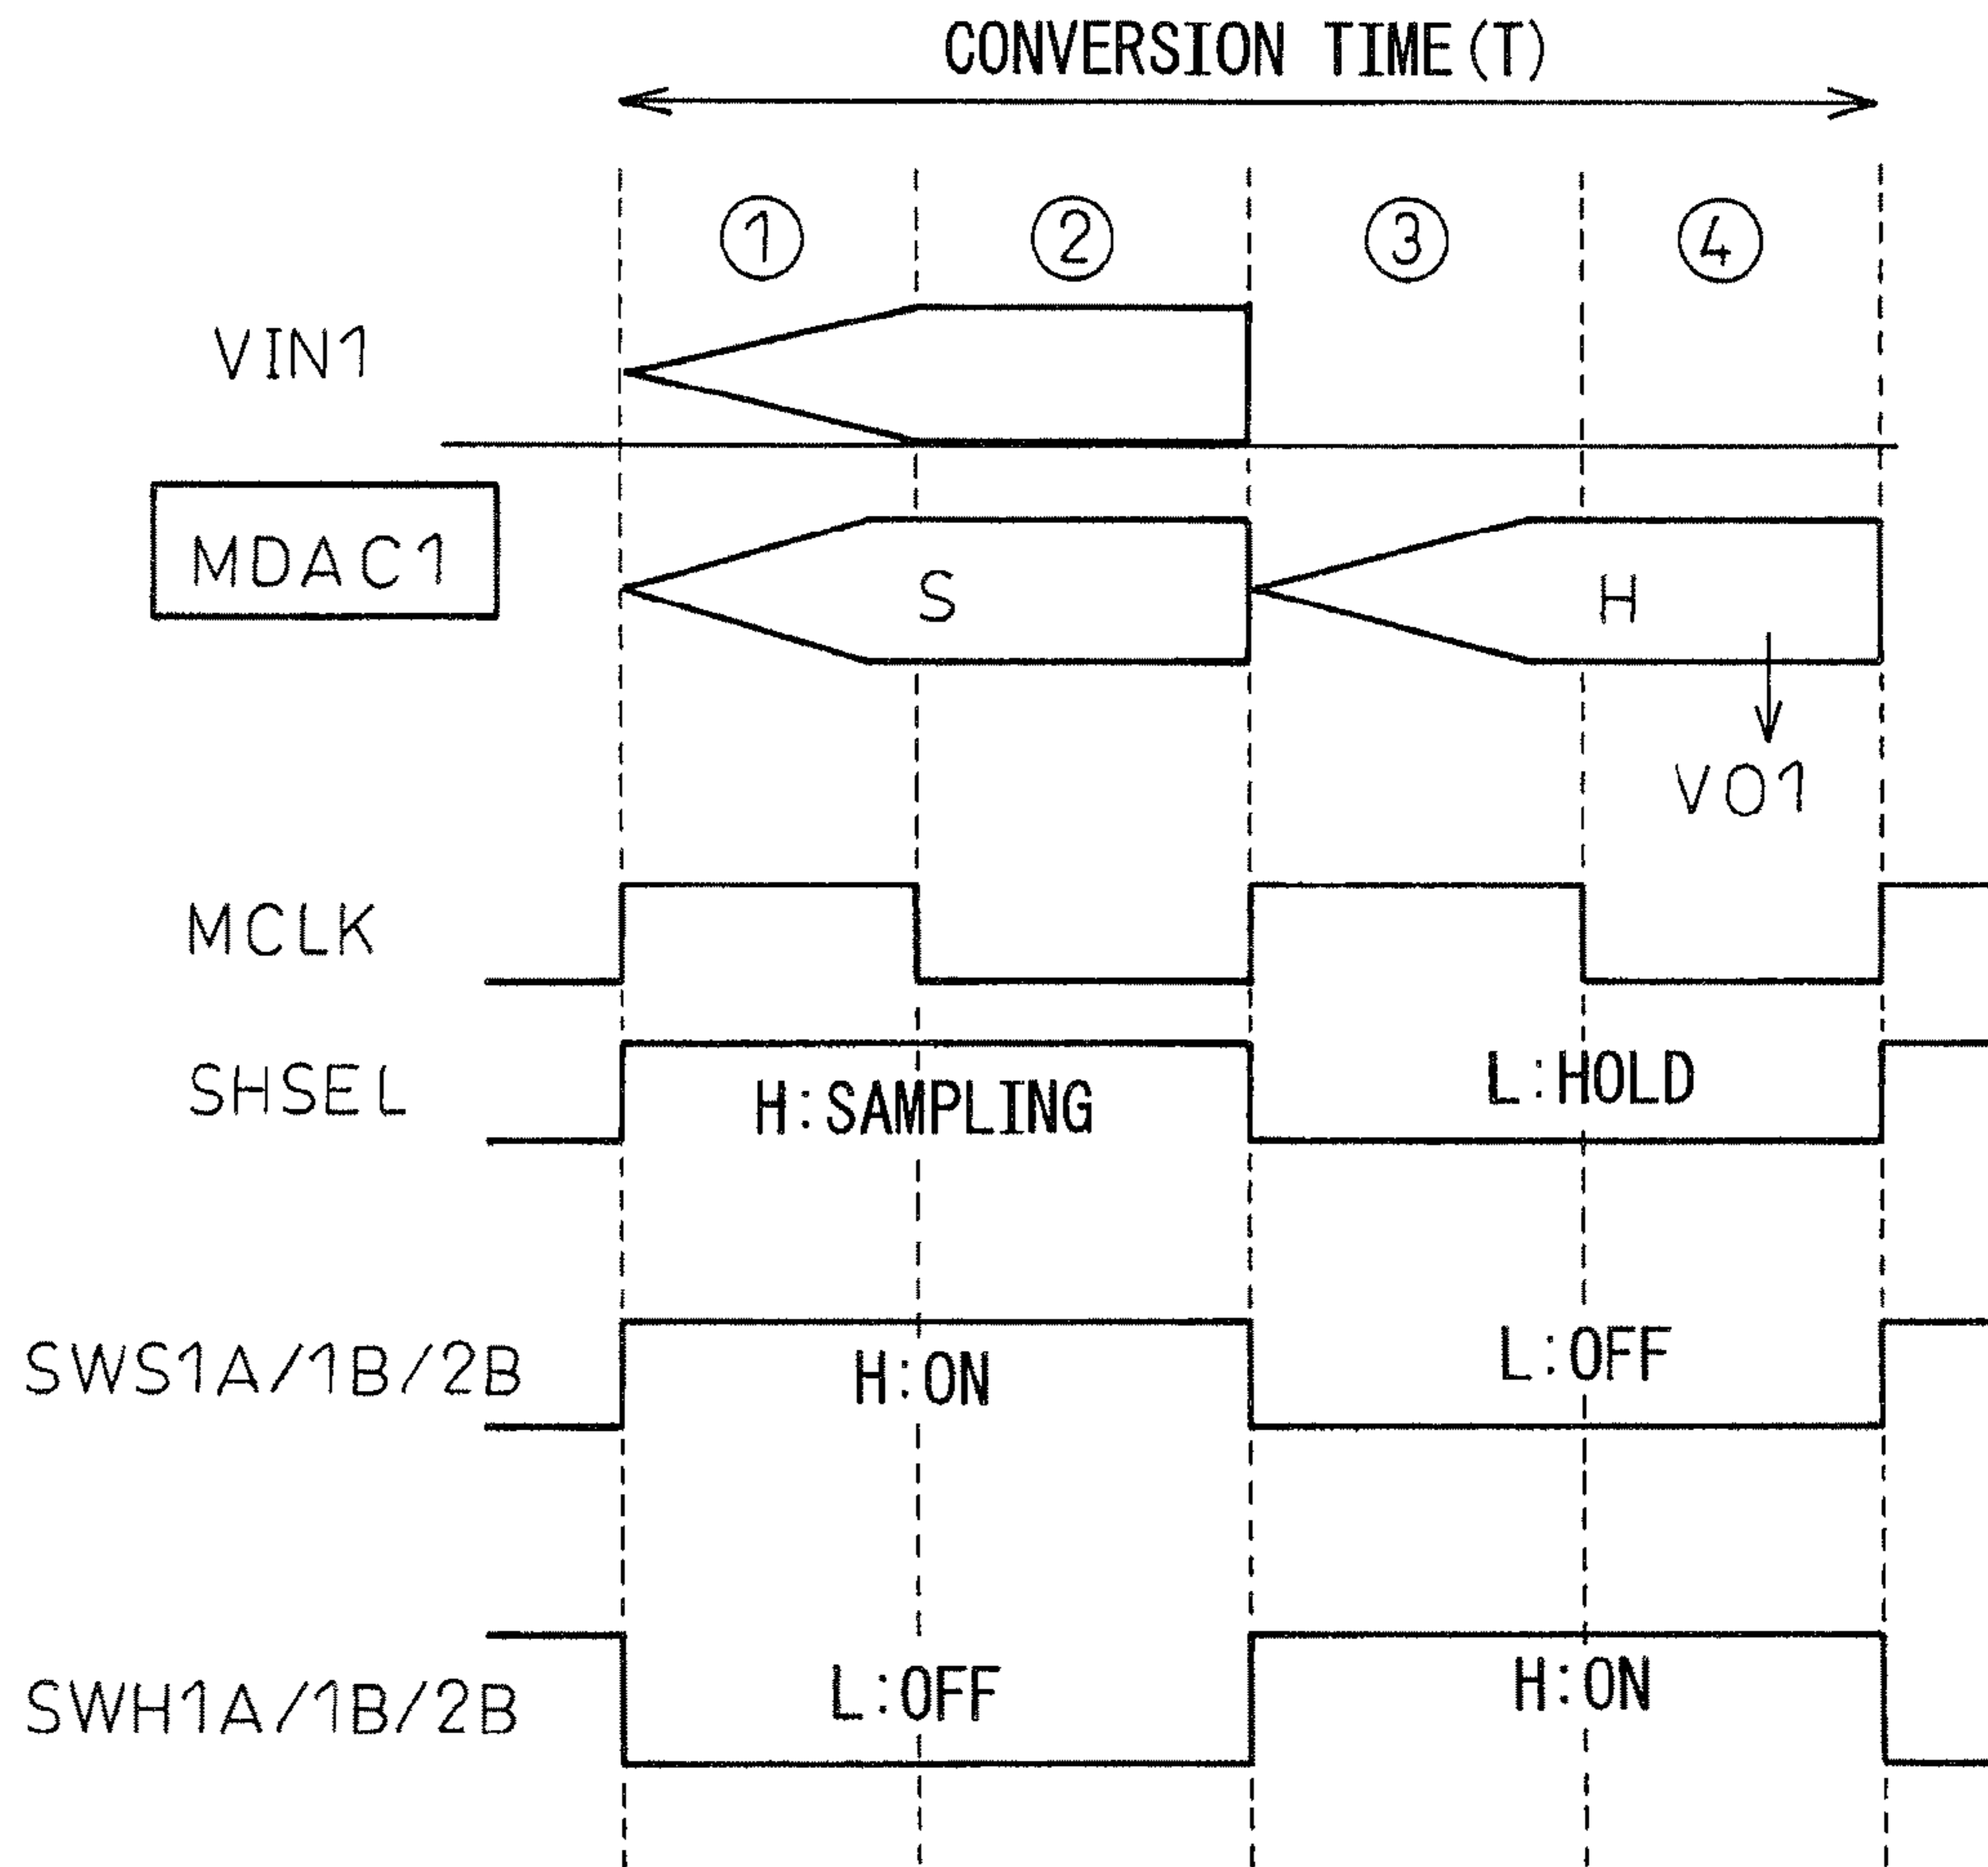 CONVERSION TIME(T)
① ② ③ ④
VIN1
MDAC1
S H
VO1
MCLK
SHSEL
H:SAMPLING L:HOLD
SWS1A/1B/2B
H:ON L:OFF
SWH1A/1B/2B
L:OFF H:ON